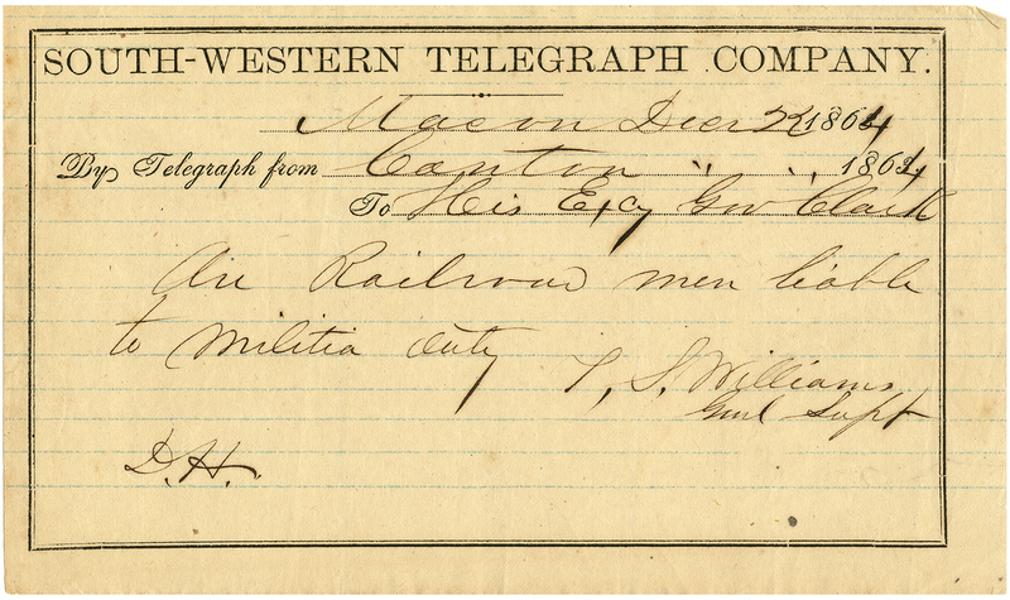 SOUTH-WESTERN TELEGRAPH COMPANY.
Macon Decr 22 1864
By Telegraph from Canton " " 1864
To His Excy Gov Clark
Are Railroad men liable
to militia duty T, S, Williams
Genl Supt
D.H.